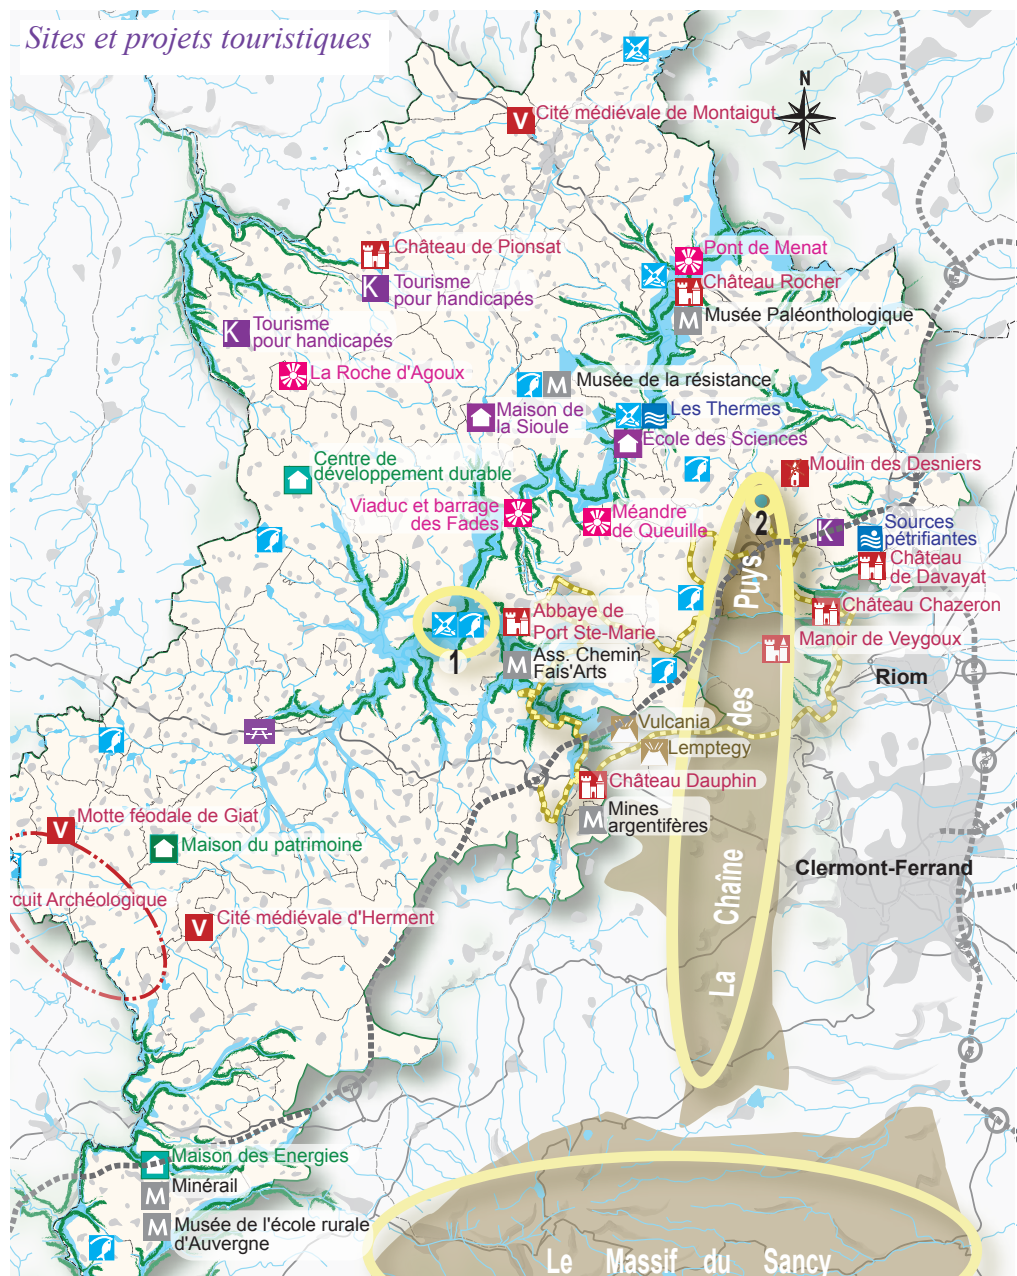 Sites et projets touristiques
N
V
Cité médiévale de Montaigut
Château de Pionsat
Pont de Menat
K
Tourisme
pour handicapés
Château Rocher
M
Musée Paléonthologique
K
Tourisme
pour handicapés
La Roche d'Agoux
M
Musée de la résistance
Maison de
la Sioule
Les Thermes
École des Sciences
Centre de
développement durable
Moulin des Desniers
Viaduc et barrage
des Fades
Méandre
de Queuille
2
K
Sources
pétrifiantes
Château
de Davayat
Abbaye de
Port Ste-Marie
Château Chazeron
1
M
Ass. Chemin
Fais'Arts
Manoir de Veygoux
Riom
Vulcania
Lemptegy
Château Dauphin
M
Mines
argentifères
La Chaîne des Puys
V
Motte féodale de Giat
Maison du patrimoine
Clermont-Ferrand
rcuit Archéologique
V
Cité médiévale d'Herment
Maison des Energies
M
Minérail
M
Musée de l'école rurale
d'Auvergne
Le Massif du Sancy